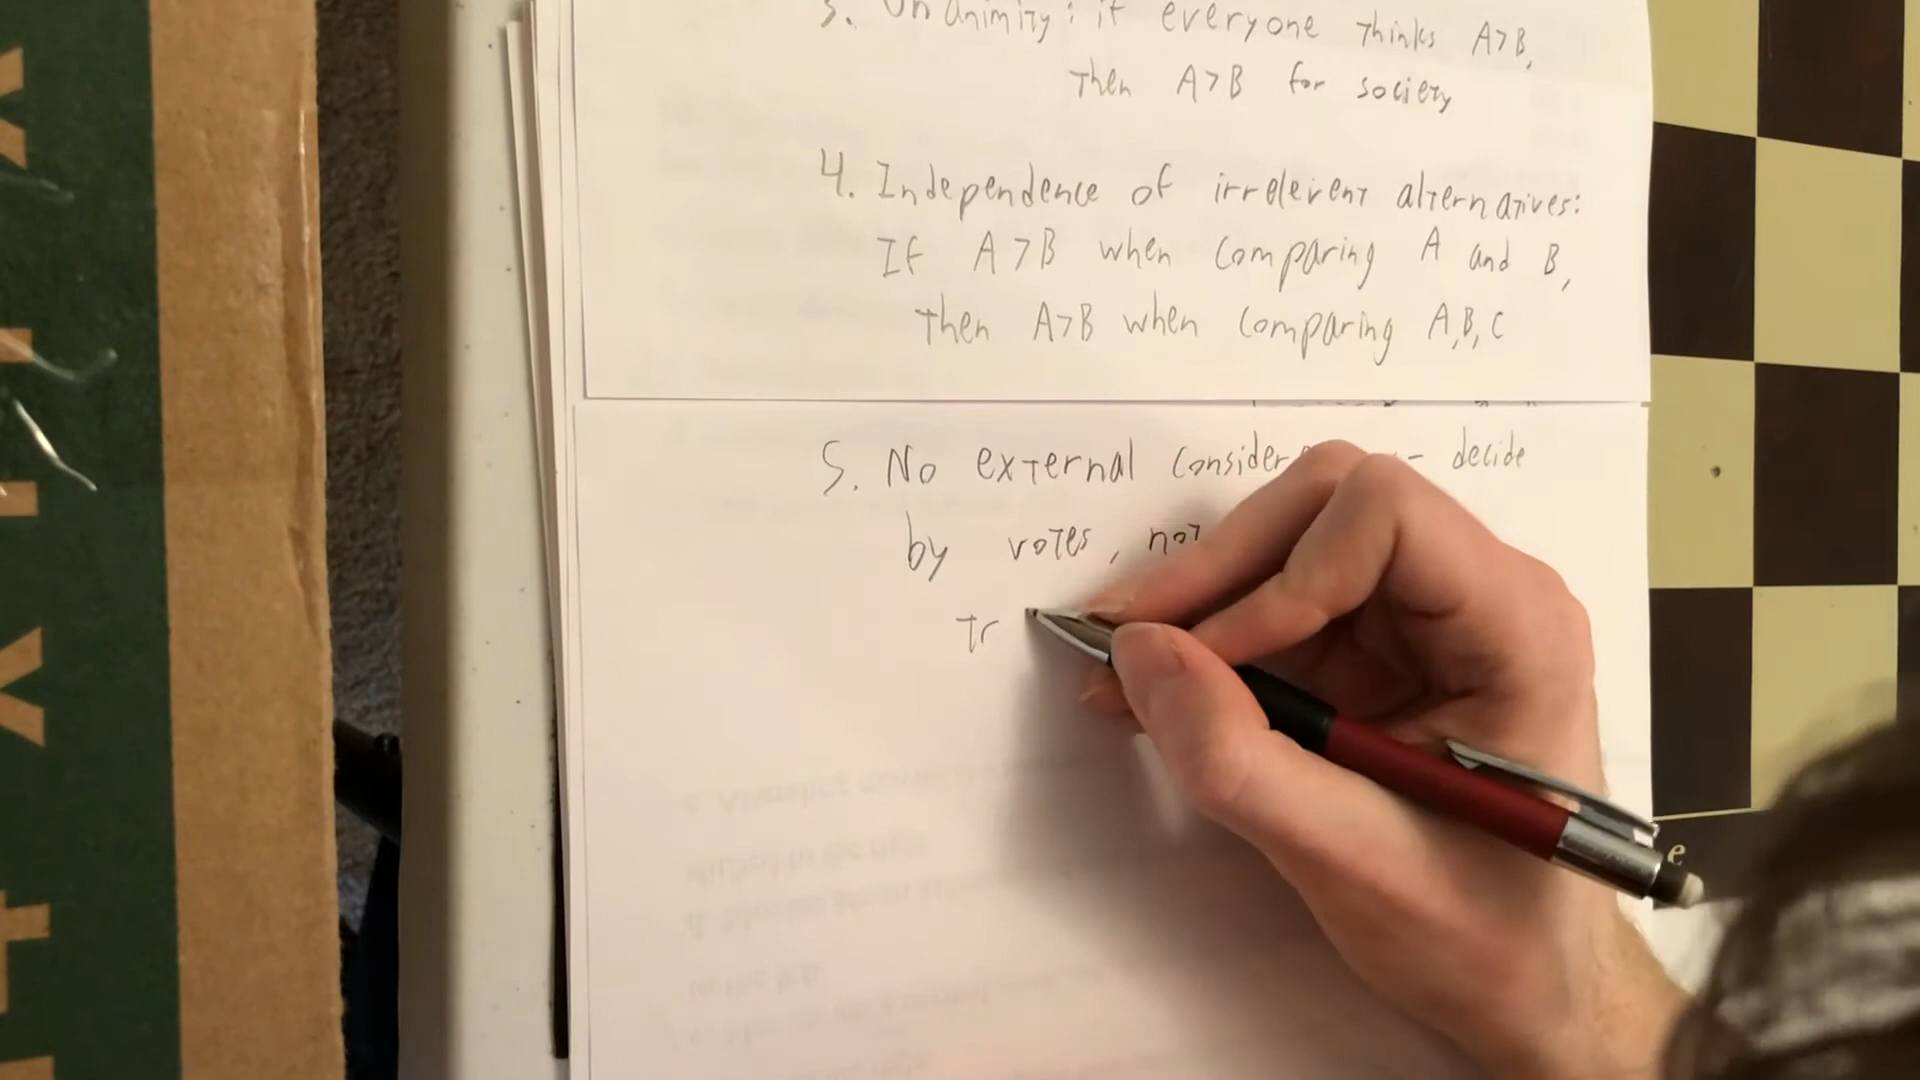 3. Unanimity: if everyone thinks A>B,
then A>B for society
4. Independence of irrelevent alternatives:
If A>B when comparing A and B,
then A>B when comparing A,B,C
5. No external consider - decide
by votes, not
tr
e